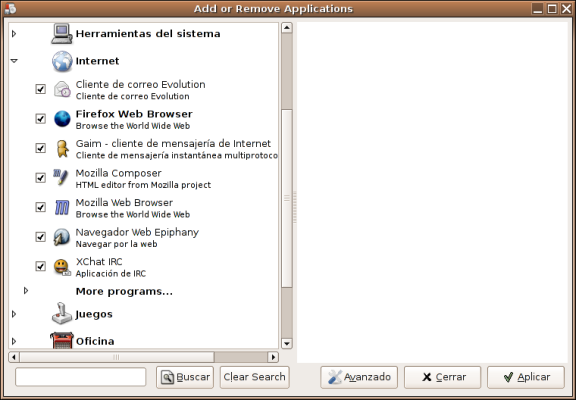 Add or Remove Applications
Herramientas del sistema
Internet
Cliente de correo Evolution
Cliente de correo Evolution
Firefox Web Browser
Browse the World Wide Web
Gaim - cliente de mensajería de Internet
Cliente de mensajería instantánea multiprotoco
Mozilla Composer
HTML editor from Mozilla project
Mozilla Web Browser
Browse the World Wide Web
Navegador Web Epiphany
Navegar por la web
XChat IRC
Aplicación de IRC
More programs...
Juegos
Oficina
Buscar
Clear Search
Avanzado
Cerrar
Aplicar